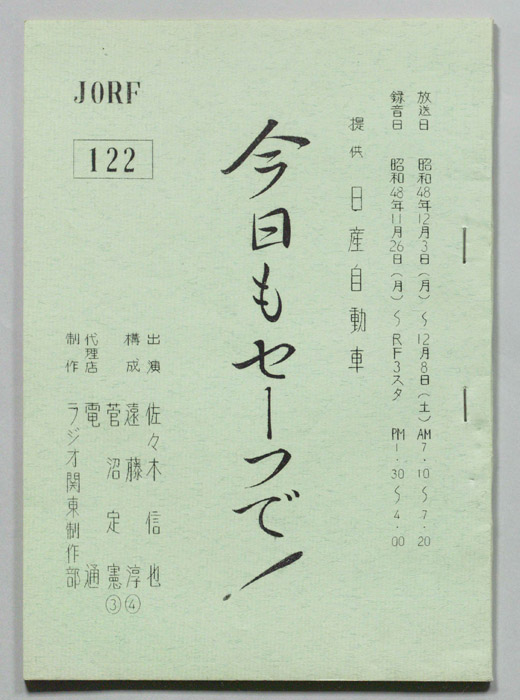 放送日 昭和48年12月3日(月)〜12月8日(土) AM7・10〜7・20
録音日 昭和48年11月26日(月)〜RF3スタ PM1・30〜4・00
提供 日産自動車
今日もセーフで!
JORF
122
出演 佐々木信也
構成 遠藤淳④
菅沼定憲③
代理店 電通
制作 ラジオ関東制作部